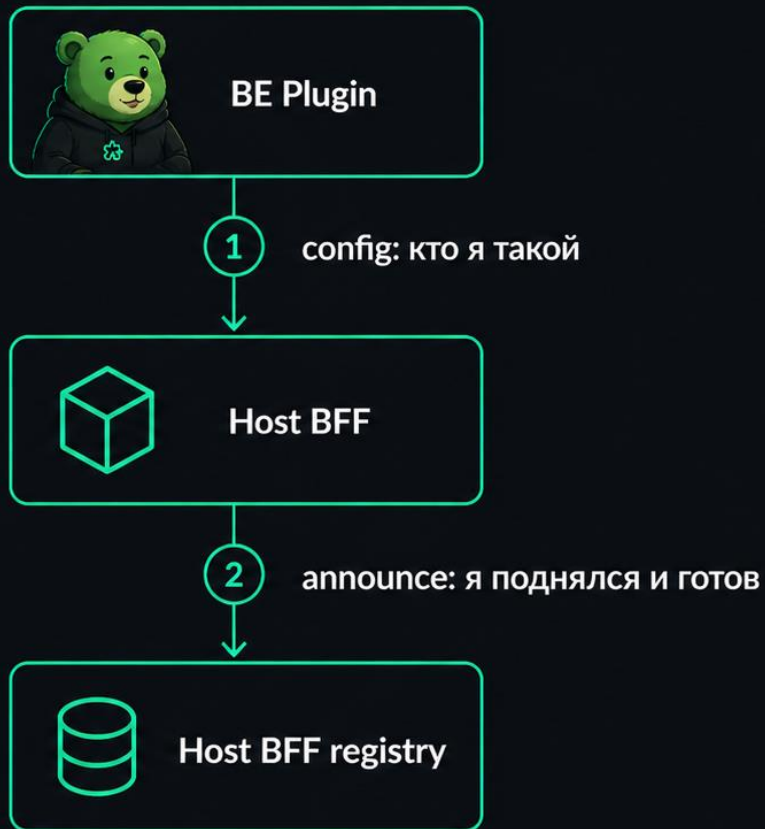 BE Plugin
1
config: кто я такой
Host BFF
2
announce: я поднялся и готов
Host BFF registry